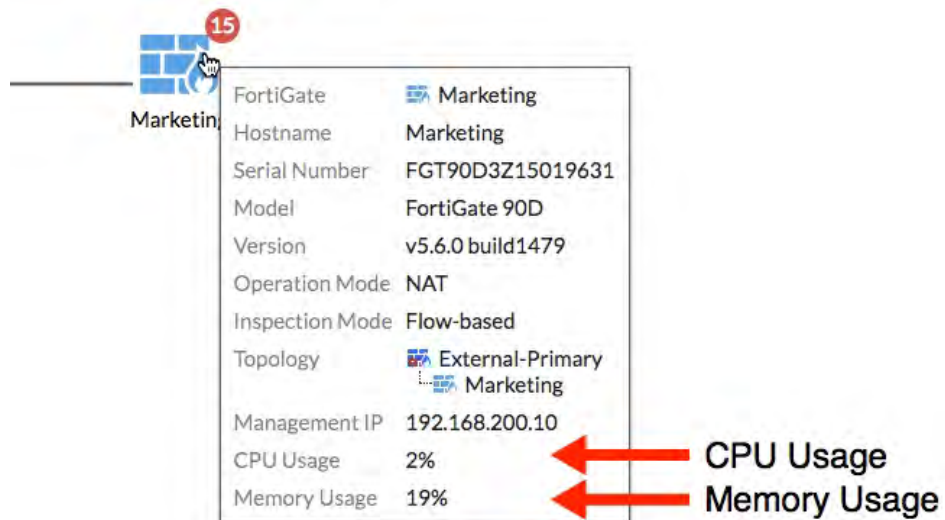 15
Marketin
FortiGate Marketing
Hostname Marketing
Serial Number FGT90D3Z15019631
Model FortiGate 90D
Version v5.6.0 build1479
Operation Mode NAT
Inspection Mode Flow-based
Topology External-Primary
Marketing
Management IP 192.168.200.10
CPU Usage 2% CPU Usage
Memory Usage 19% Memory Usage